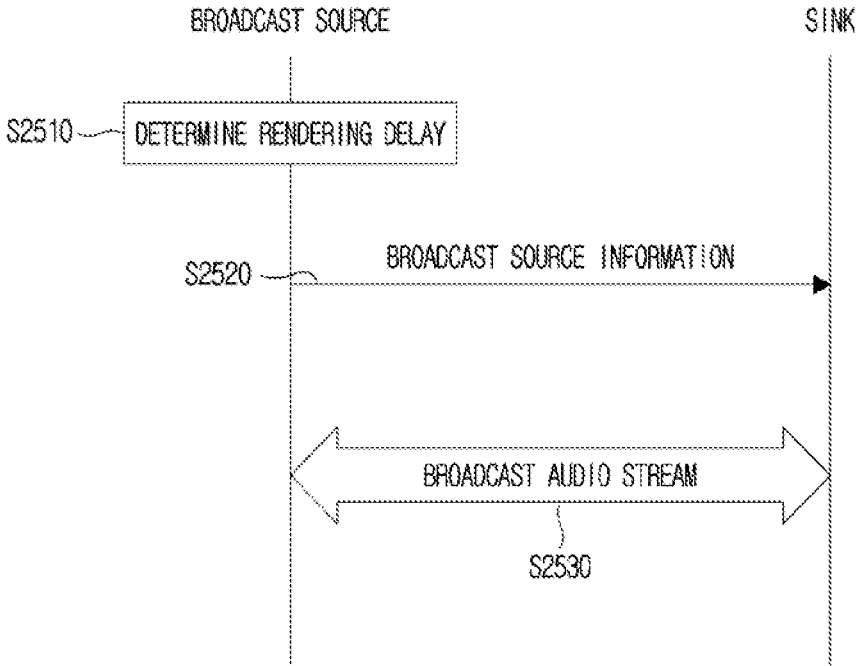 BROADCAST SOURCE
SINK
S2510
DETERMINE RENDERING DELAY
BROADCAST SOURCE INFORMATION
S2520
BROADCAST AUDIO STREAM
S2530